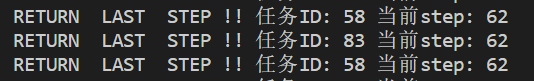 RETURN  LAST  STEP !! 任务ID: 58 当前step: 62
RETURN  LAST  STEP !! 任务ID: 83 当前step: 62
RETURN  LAST  STEP !! 任务ID: 58 当前step: 62